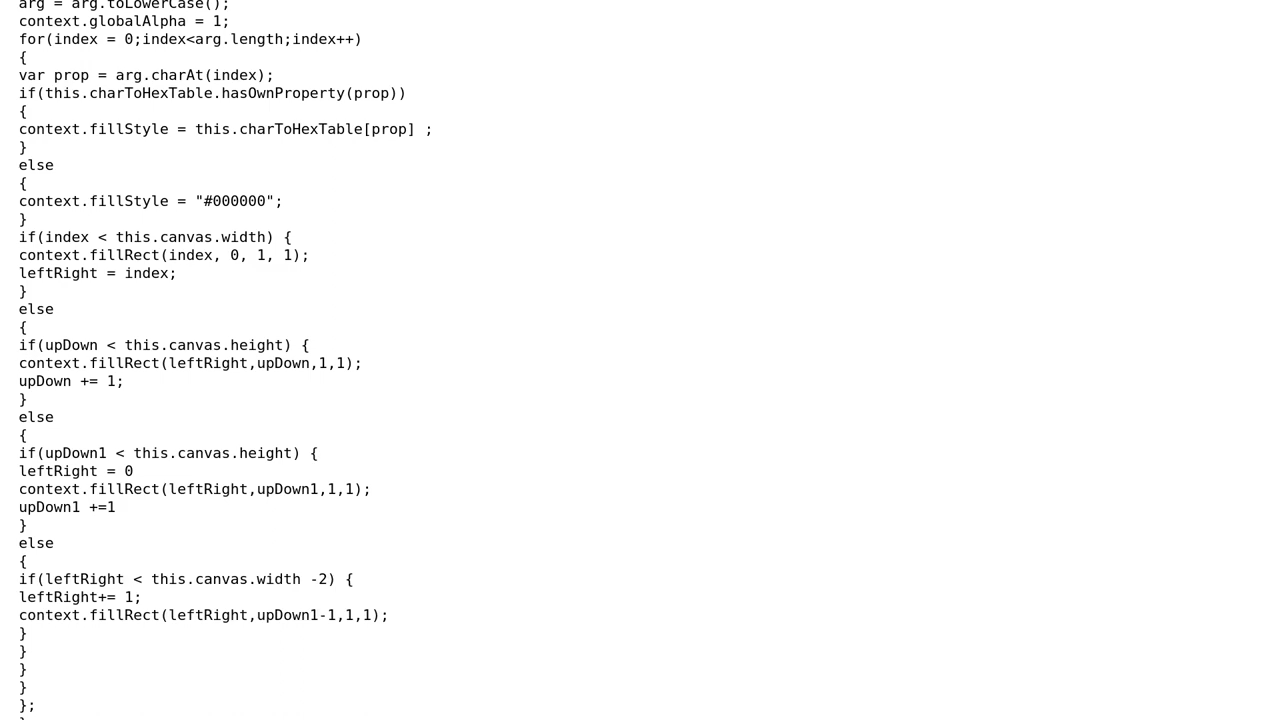 arg = arg.toLowerCase();
context.globalAlpha = 1;
for(index = 0;index<arg.length;index++)
{
var prop = arg.charAt(index);
if(this.charToHexTable.hasOwnProperty(prop))
{
context.fillStyle = this.charToHexTable[prop] ;
}
else
{
context.fillStyle = "#000000";
}
if(index < this.canvas.width) {
context.fillRect(index, 0, 1, 1);
leftRight = index;
}
else
{
if(upDown < this.canvas.height) {
context.fillRect(leftRight,upDown,1,1);
upDown += 1;
}
else
{
if(upDown1 < this.canvas.height) {
leftRight = 0
context.fillRect(leftRight,upDown1,1,1);
upDown1 +=1
}
else
{
if(leftRight < this.canvas.width -2) {
leftRight+= 1;
context.fillRect(leftRight,upDown1-1,1,1);
}
}
}
}
};
}